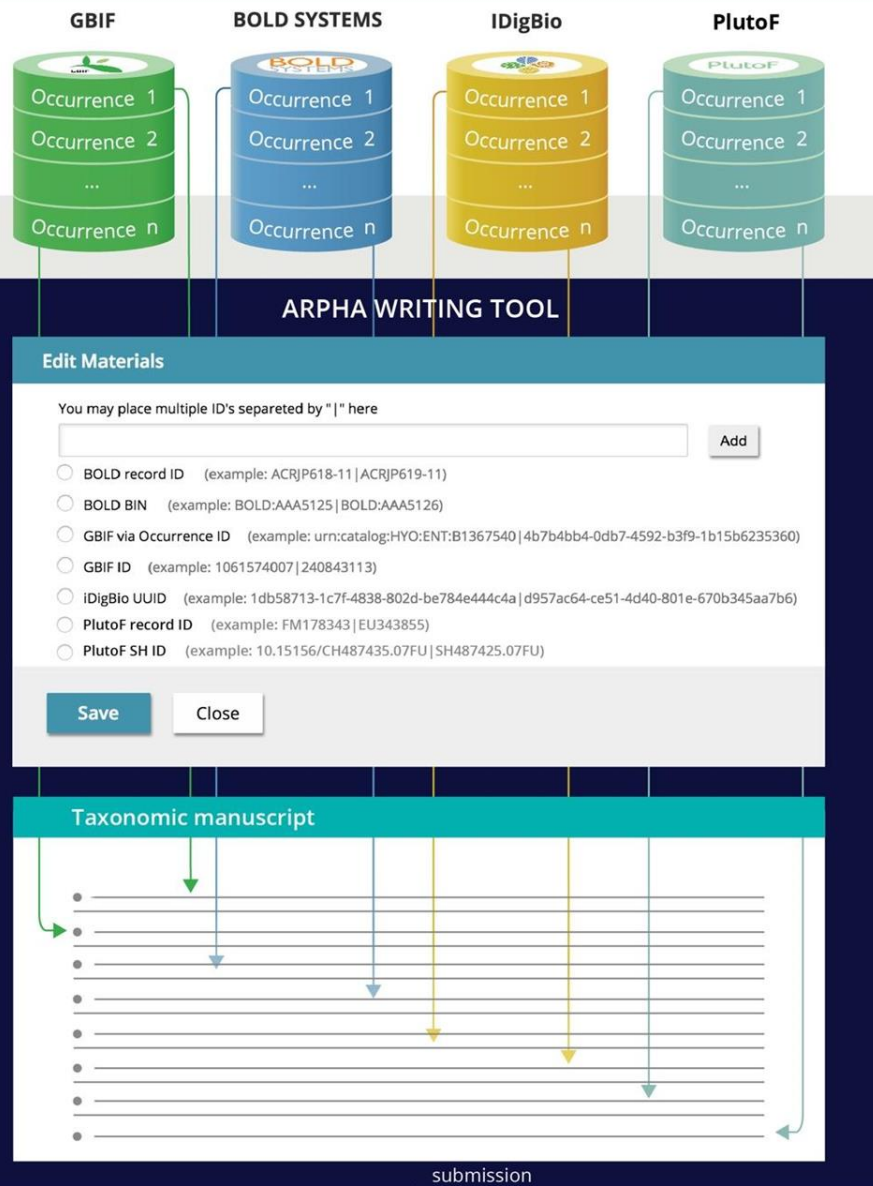 GBIF
BOLD SYSTEMS
IDigBio
PlutoF
GBIF
BOLD
SYSTEMS
PlutoF
Occurrence 1
Occurrence 2
...
Occurrence n
Occurrence 1
Occurrence 2
...
Occurrence n
Occurrence 1
Occurrence 2
...
Occurrence n
Occurrence 1
Occurrence 2
...
Occurrence n
ARPHA WRITING TOOL
Edit Materials
You may place multiple ID's separeted by "|" here
Add
BOLD record ID (example: ACRJP618-11|ACRJP619-11)
BOLD BIN (example: BOLD:AAA5125|BOLD:AAA5126)
GBIF via Occurrence ID (example: urn:catalog:HYO:ENT:B1367540|4b7b4bb4-0db7-4592-b3f9-1b15b6235360)
GBIF ID (example: 1061574007|240843113)
iDigBio UUID (example: 1db58713-1c7f-4838-802d-be784e444c4a|d957ac64-ce51-4d40-801e-670b345aa7b6)
PlutoF record ID (example: FM178343|EU343855)
PlutoF SH ID (example: 10.15156/CH487435.07FU|SH487425.07FU)
Save
Close
Taxonomic manuscript
submission